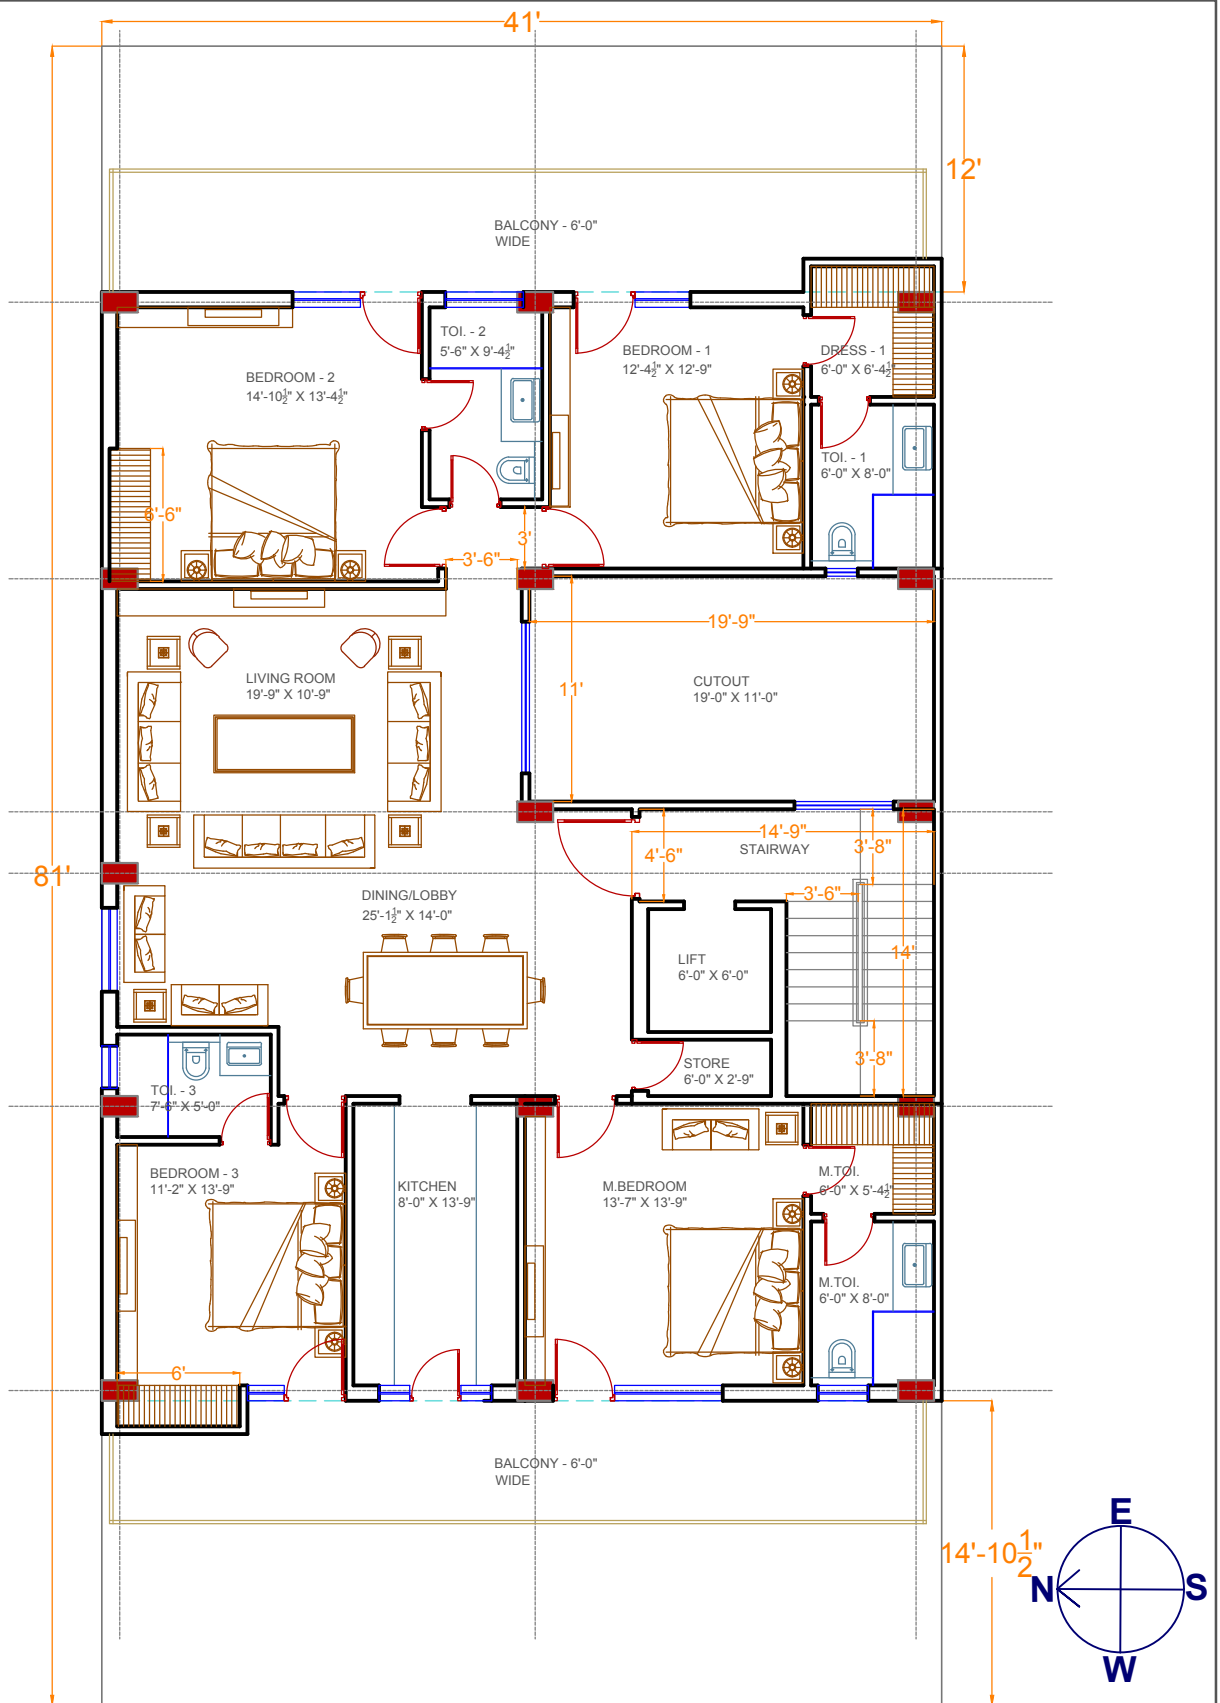 41'
12'
BALCONY - 6'-0"
WIDE
TOI. - 2
5'-6" X 9'-4½"
BEDROOM - 1
12'-4½" X 12'-9"
DRESS - 1
6'-0" X 6'-4½"
BEDROOM - 2
14'-10½" X 13'-4½"
TOI. - 1
6'-0" X 8'-0"
6'-6"
3'
3'-6"
19'-9"
LIVING ROOM
19'-9" X 10'-9"
11'
CUTOUT
19'-0" X 11'-0"
14'-9"
STAIRWAY
4'-6"
3'-8"
81'
3'-6"
DINING/LOBBY
25'-1½" X 14'-0"
14'
LIFT
6'-0" X 6'-0"
3'-8"
STORE
6'-0" X 2'-9"
TOI. - 3
7'-6" X 5'-0"
BEDROOM - 3
11'-2" X 13'-9"
KITCHEN
8'-0" X 13'-9"
M.BEDROOM
13'-7" X 13'-9"
M.TOI.
6'-0" X 5'-4½"
M.TOI.
6'-0" X 8'-0"
6'
BALCONY - 6'-0"
WIDE
14'-10½"
E
N
S
W